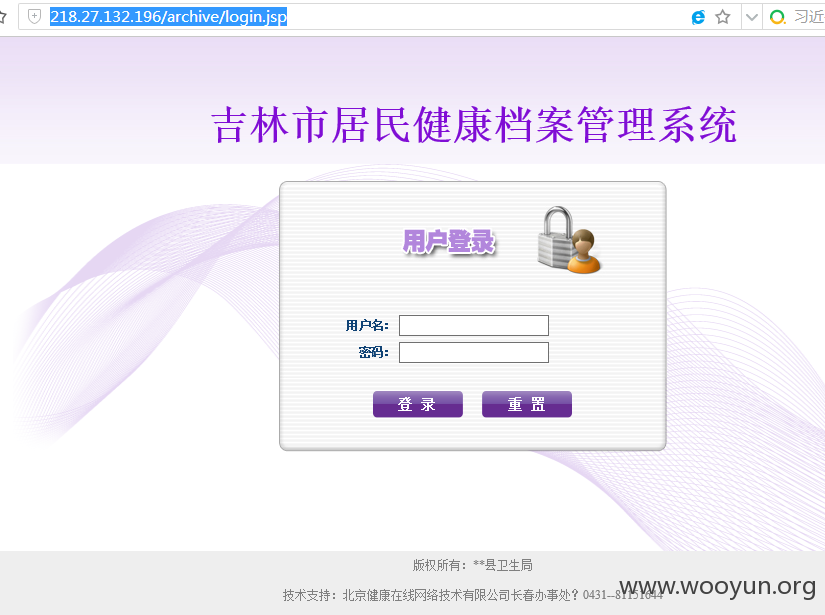 218.27.132.196/archive/login.jsp
习近
吉林市居民健康档案管理系统
用户登录
用户名：
密码：
登 录 重 置
版权所有：**县卫生局
技术支持：北京健康在线网络技术有限公司长春办事处? 0431--81151644
www.wooyun.org